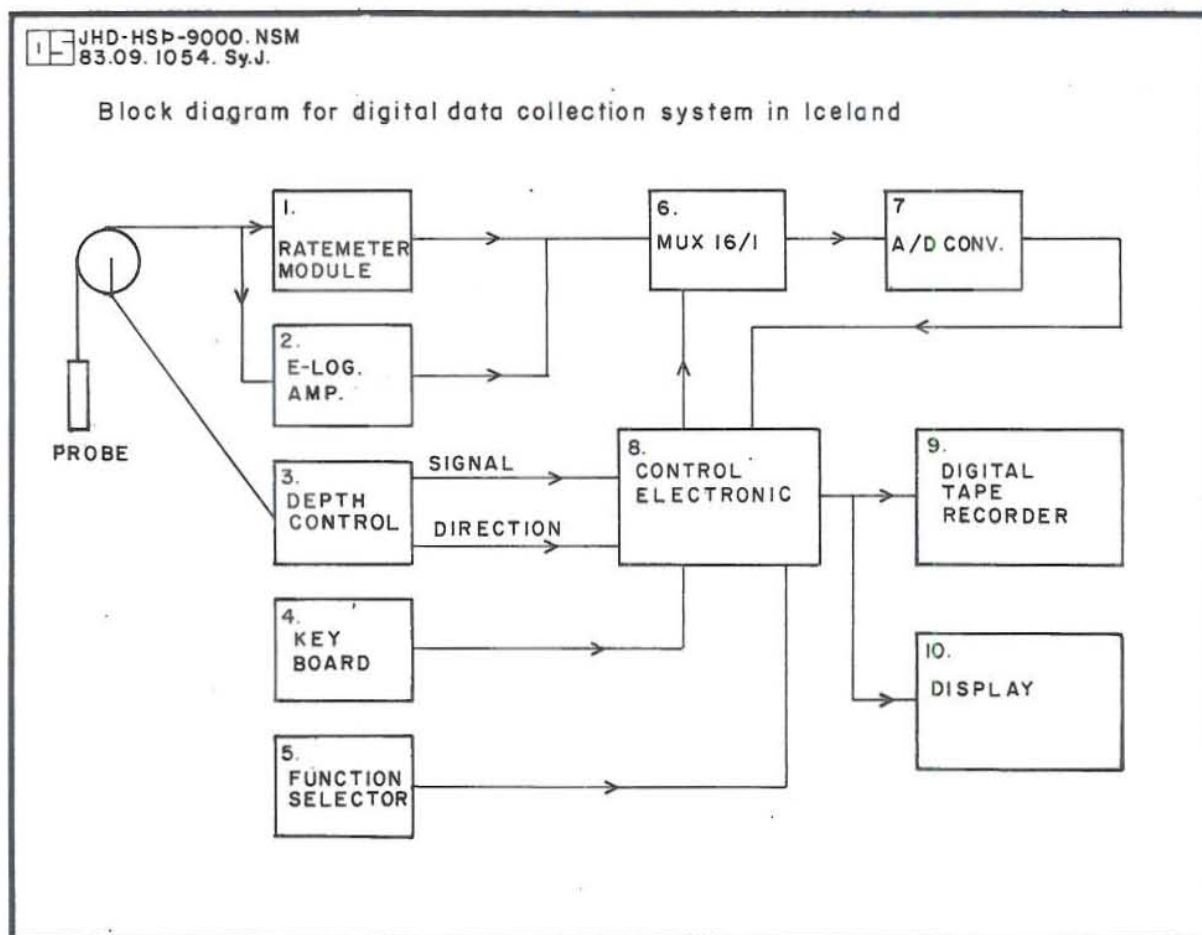 JHD-HSÞ-9000.NSM
83.09.1054. Sy.J.
Block diagram for digital data collection system in Iceland
1.
RATEMETER
MODULE
2.
E-LOG.
AMP.
PROBE
3.
DEPTH
CONTROL
SIGNAL
DIRECTION
4.
KEY
BOARD
5.
FUNCTION
SELECTOR
6.
MUX 16/1
7
A/D CONV.
8.
CONTROL
ELECTRONIC
9.
DIGITAL
TAPE
RECORDER
10.
DISPLAY